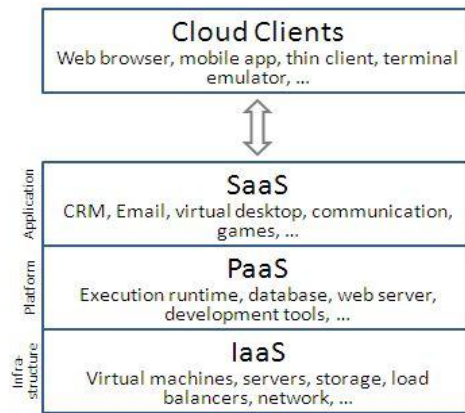 Cloud Clients
Web browser, mobile app, thin client, terminal
emulator, ...
Application
SaaS
CRM, Email, virtual desktop, communication,
games, ...
Platform
PaaS
Execution runtime, database, web server,
development tools, ...
Infra-
structure
IaaS
Virtual machines, servers, storage, load
balancers, network, ...